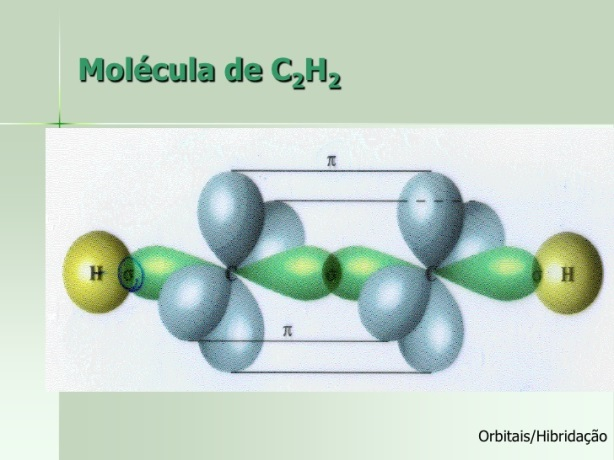 Molécula de C₂H₂
π
H σ C σ C σ H
π
Orbitais/Hibridação